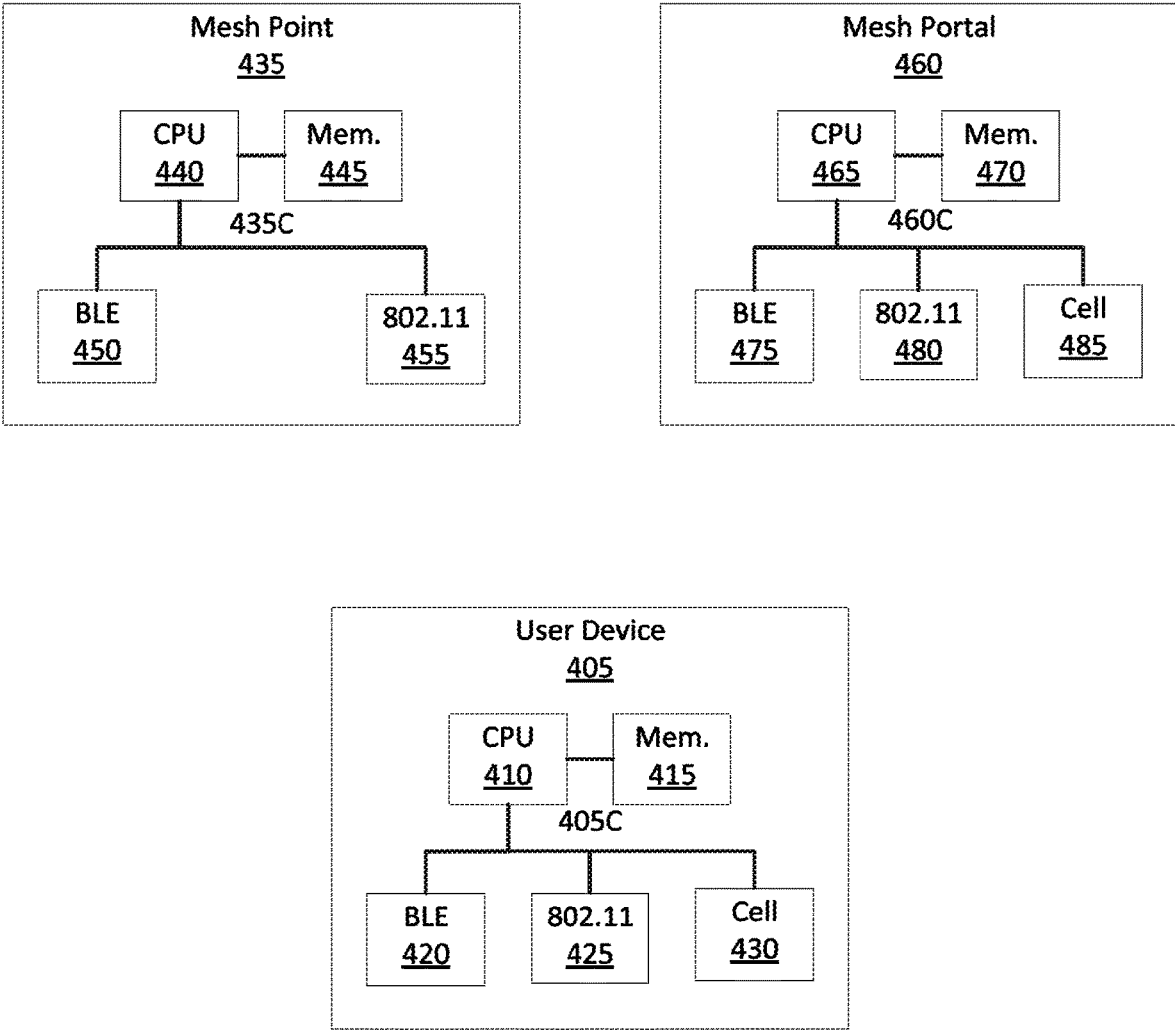 Mesh Point
435
CPU
440
Mem.
445
435C
BLE
450
802.11
455
Mesh Portal
460
CPU
465
Mem.
470
460C
BLE
475
802.11
480
Cell
485
User Device
405
CPU
410
Mem.
415
405C
BLE
420
802.11
425
Cell
430